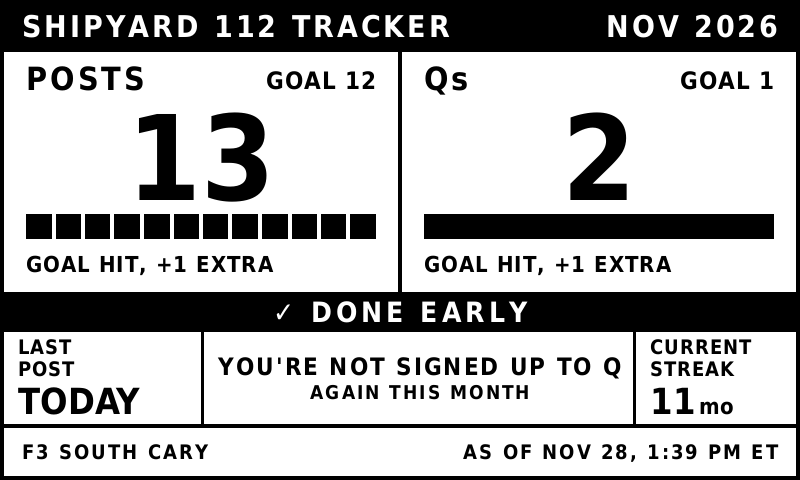 SHIPYARD 112 TRACKER NOV 2026
POSTS GOAL 12
13
GOAL HIT, +1 EXTRA
Qs GOAL 1
2
GOAL HIT, +1 EXTRA
✓ DONE EARLY
LAST
POST
TODAY
YOU'RE NOT SIGNED UP TO Q
AGAIN THIS MONTH
CURRENT
STREAK
11 mo
F3 SOUTH CARY AS OF NOV 28, 1:39 PM ET